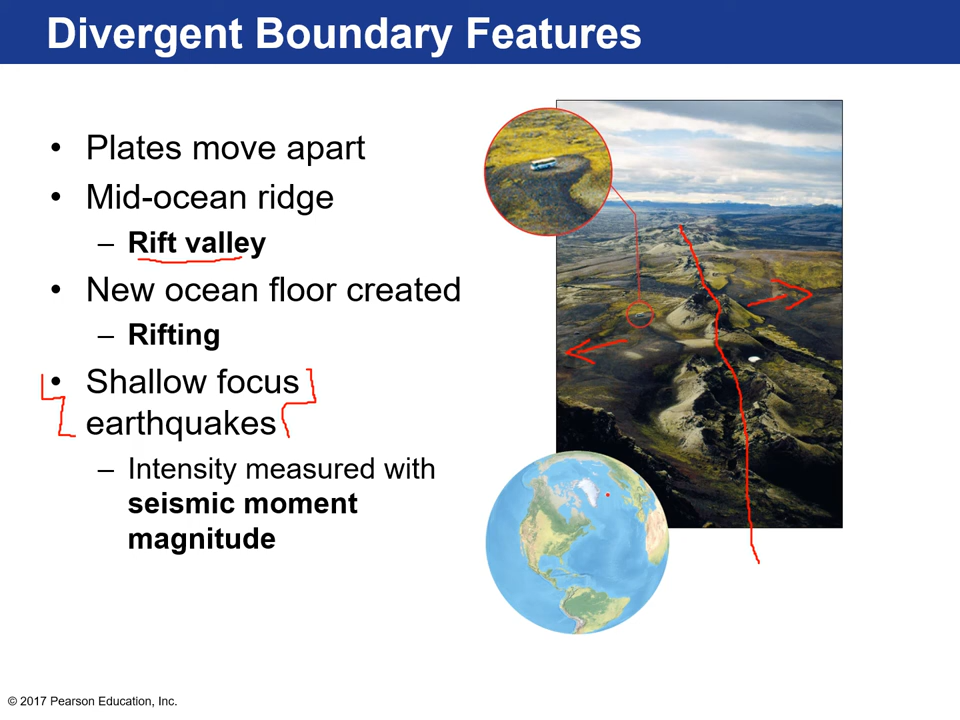 Divergent Boundary Features
• Plates move apart
• Mid-ocean ridge
– Rift valley
• New ocean floor created
– Rifting
• Shallow focus
earthquakes
– Intensity measured with
seismic moment
magnitude
© 2017 Pearson Education, Inc.